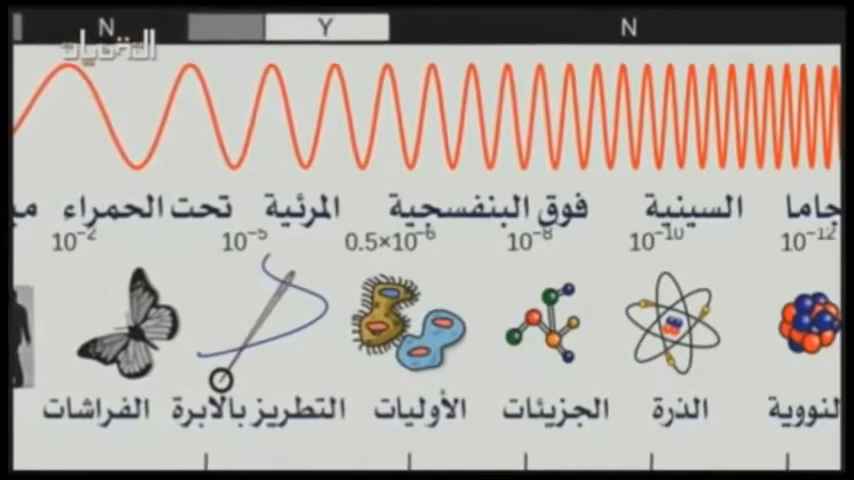 N Y N
جاما السينية فوق البنفسجية المرئية تحت الحمراء
10⁻² 10⁻⁵ 0.5×10⁻⁶ 10⁻⁸ 10⁻¹⁰ 10⁻¹²
النووية الذرة الجزيئات الأوليات التطريز بالابرة الفراشات